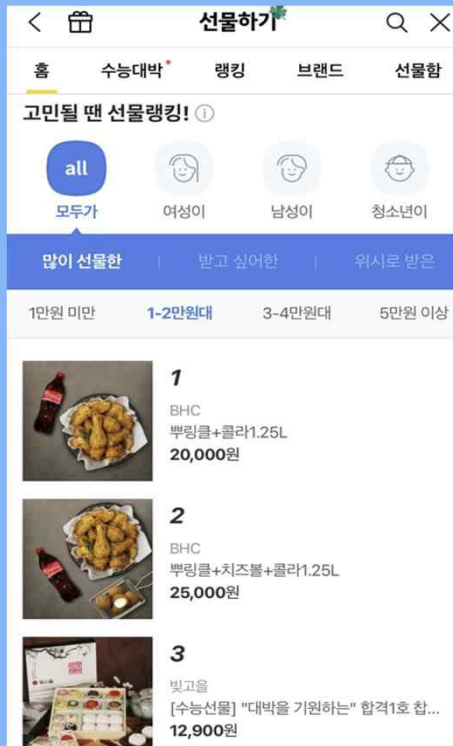 선물하기
홈 수능대박 랭킹 브랜드 선물함
고민될 땐 선물랭킹!
all
모두가 여성이 남성이 청소년이
많이 선물한 받고 싶어한 위시로 받은
1만원 미만 1-2만원대 3-4만원대 5만원 이상
1
BHC
뿌링클+콜라1.25L
20,000원
2
BHC
뿌링클+치즈볼+콜라1.25L
25,000원
3
빚고을
[수능선물] "대박을 기원하는" 합격1호 찹...
12,900원